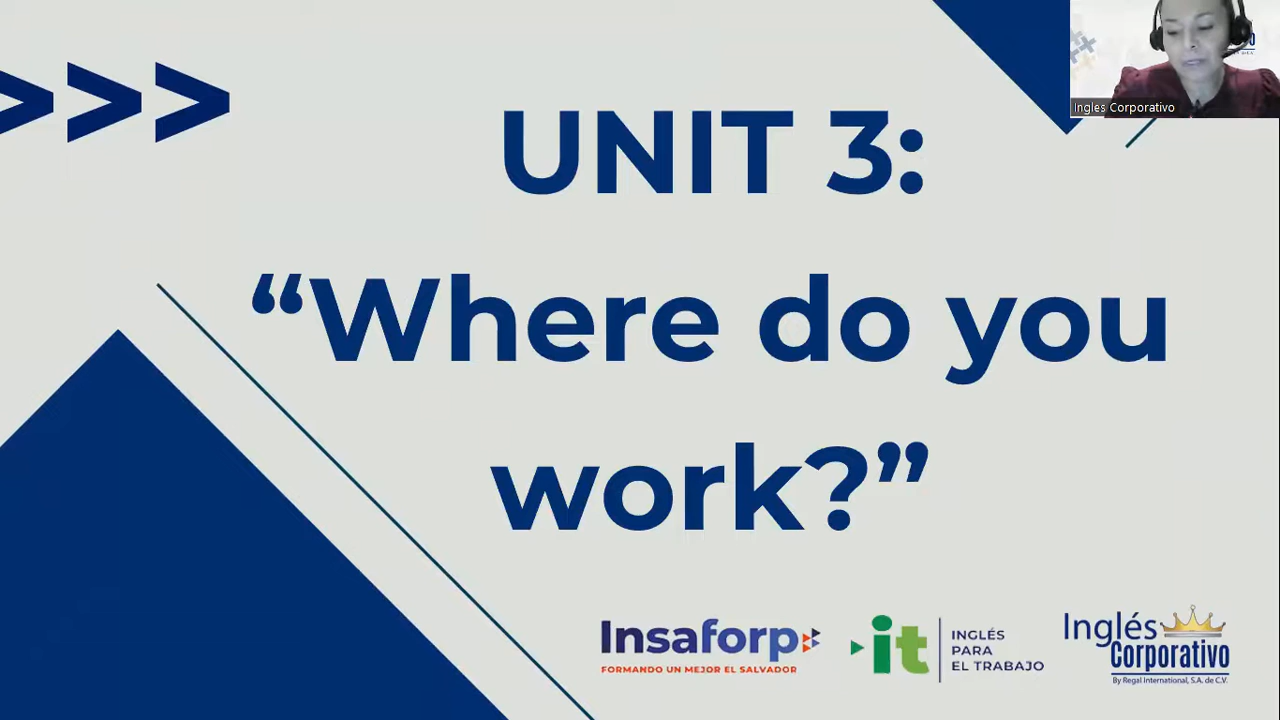 UNIT 3:
“Where do you
work?”
Ingles Corporativo
Insaforp
FORMANDO UN MEJOR EL SALVADOR
it
INGLÉS
PARA
EL TRABAJO
Inglés
Corporativo
By Regal International, S.A. de C.V.